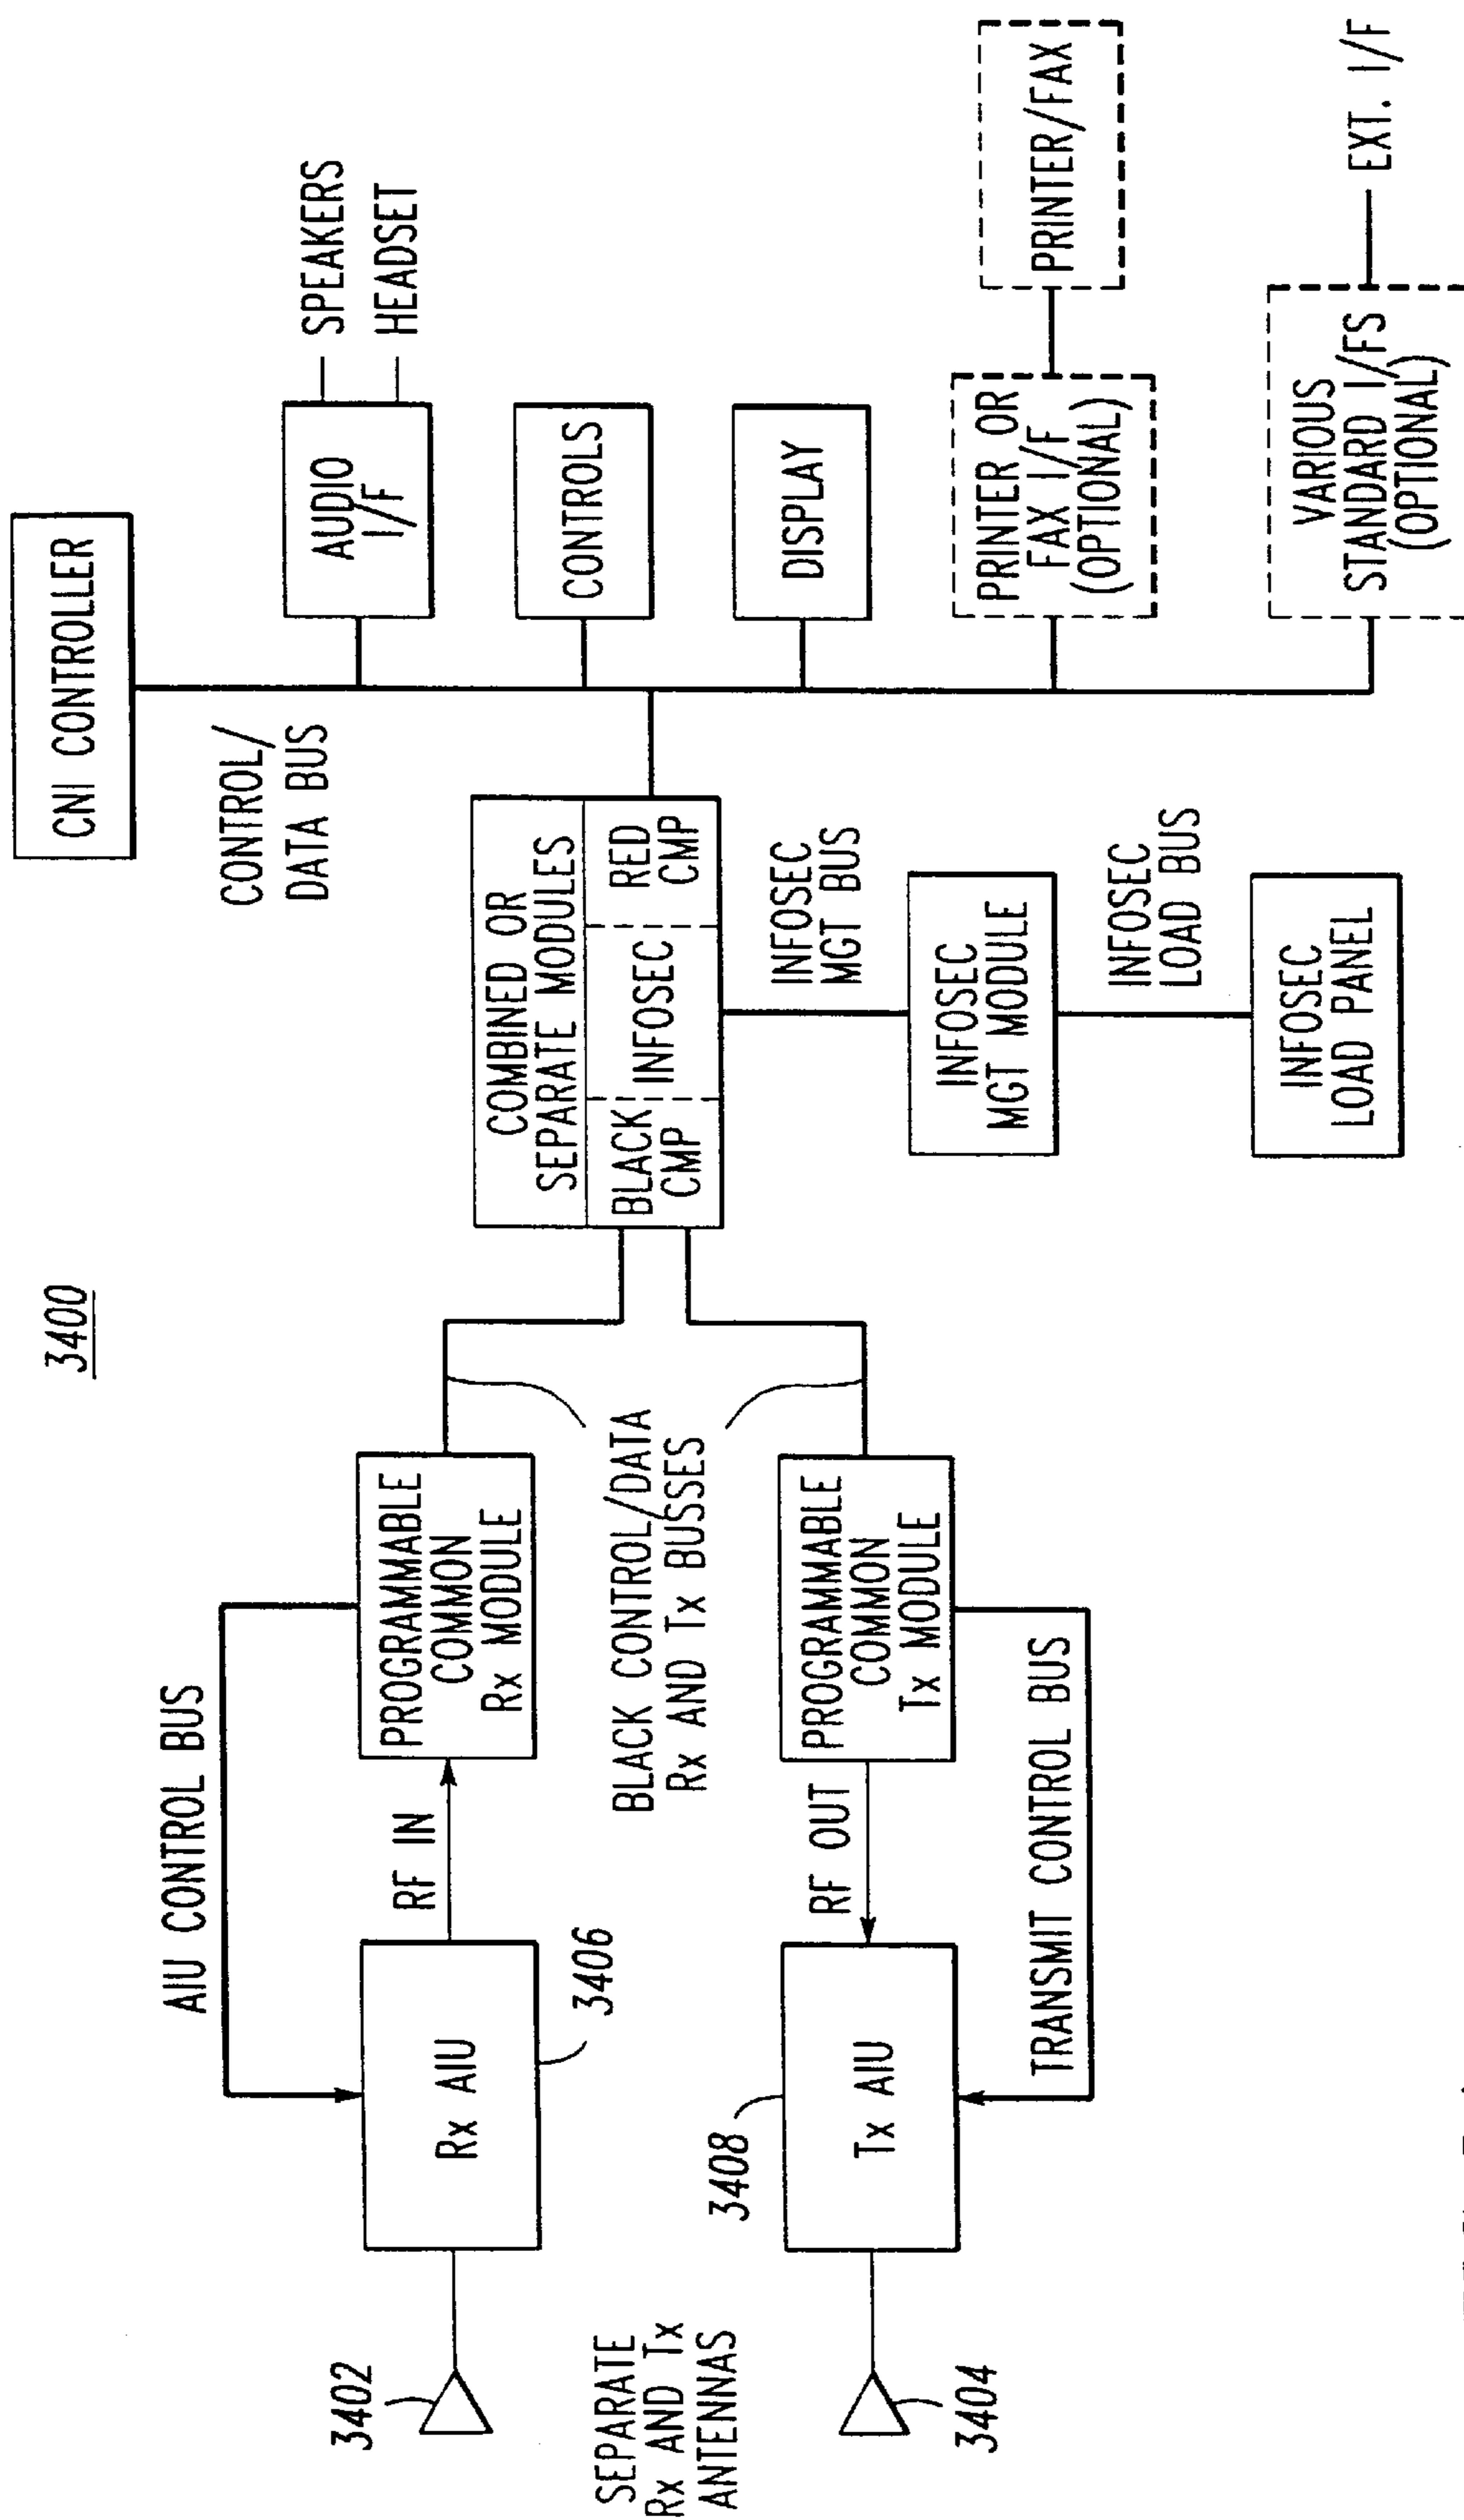 3400
CNI CONTROLLER
CONTROL/
DATA BUS
AUDIO
I/F
SPEAKERS
HEADSET
CONTROLS
DISPLAY
PRINTER OR
FAX I/F
(OPTIONAL)
PRINTER/FAX
VARIOUS
STANDARD I/FS
(OPTIONAL)
EXT. I/F
COMBINED OR
SEPARATE MODULES
BLACK
CMP
INFOSEC
RED
CMP
INFOSEC
MGT BUS
INFOSEC
MGT MODULE
INFOSEC
LOAD BUS
INFOSEC
LOAD PANEL
AIU CONTROL BUS
PROGRAMMABLE
COMMON
Rx MODULE
RF IN
Rx AIU
3406
3402
BLACK CONTROL/DATA
Rx AND Tx BUSSES
PROGRAMMABLE
COMMON
Tx MODULE
RF OUT
Tx AIU
3408
TRANSMIT CONTROL BUS
SEPARATE
Rx AND Tx
ANTENNAS
3404